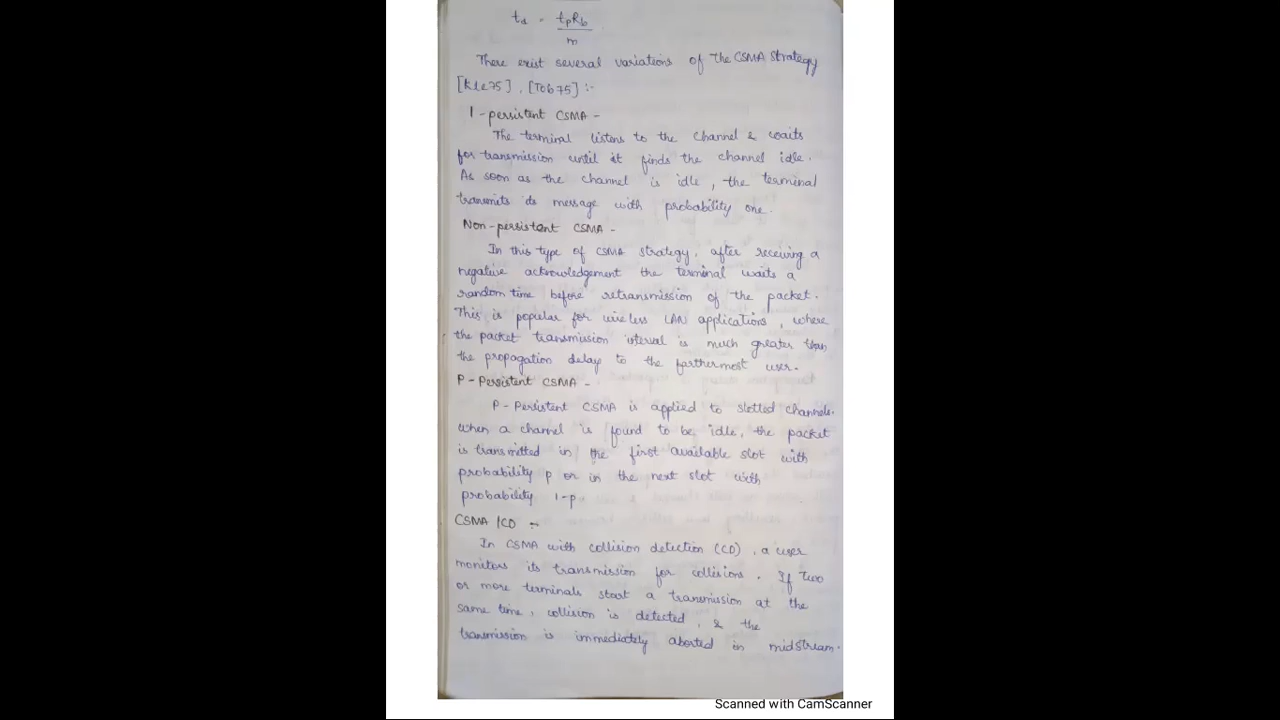 td = tpRb
m
There exist several variations of the CSMA Strategy
[Kle75], [Tob75] :-
1-persistent CSMA -
The terminal listens to the channel & waits
for transmission until it finds the channel idle.
As soon as the channel is idle, the terminal
transmits its message with probability one.
Non-persistent CSMA -
In this type of CSMA strategy, after receiving a
negative acknowledgement the terminal waits a
random time before retransmission of the packet.
This is popular for wireless LAN applications, where
the packet transmission interval is much greater than
the propagation delay to the farthermost user.
P-Persistent CSMA -
P-Persistent CSMA is applied to slotted channels.
when a channel is found to be idle, the packet
is transmitted in the first available slot with
probability p or in the next slot with
probability 1-p
CSMA/CD :-
In CSMA with collision detection (CD), a user
monitors its transmission for collisions. If two
or more terminals start a transmission at the
same time, collision is detected, & the
transmission is immediately aborted in midstream.
Scanned with CamScanner